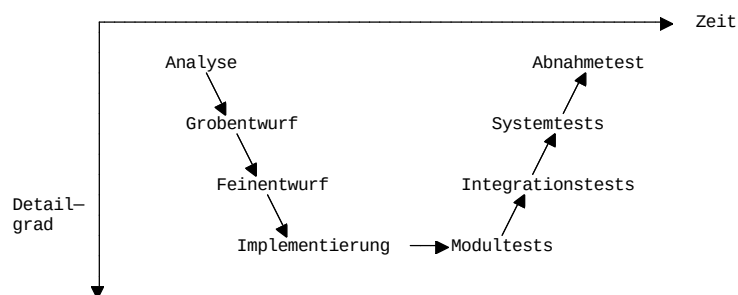 Zeit
Analyse Abnahmetest
Grobentwurf Systemtests
Feinentwurf Integrationstests
Detail–
grad
Implementierung Modultests